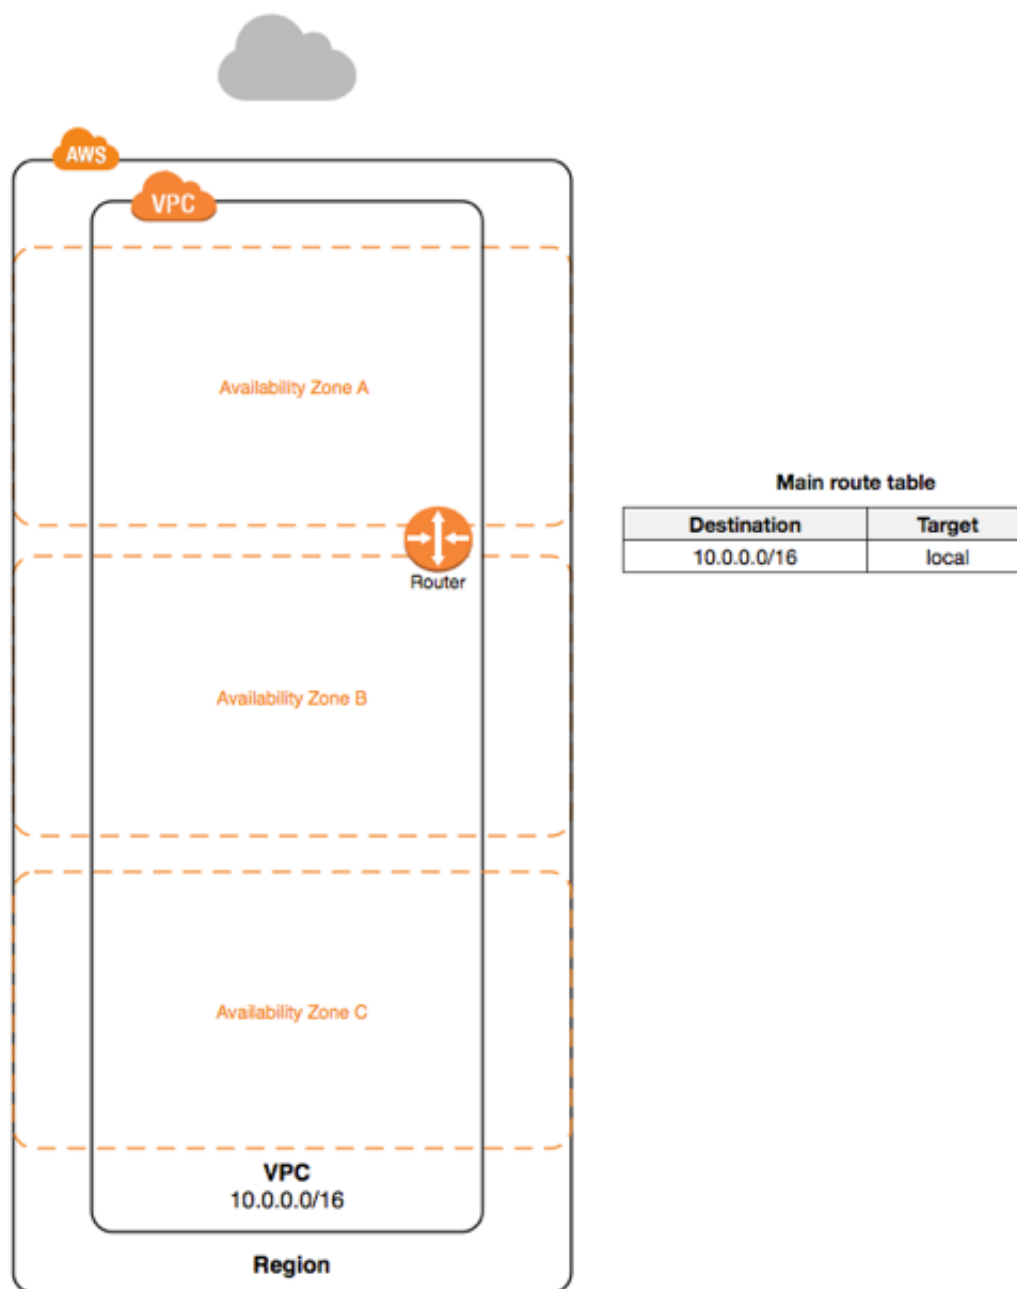 AWS
VPC
Availability Zone A
Router
Availability Zone B
Availability Zone C
VPC
10.0.0.0/16
Region
Main route table
Destination Target
10.0.0.0/16 local